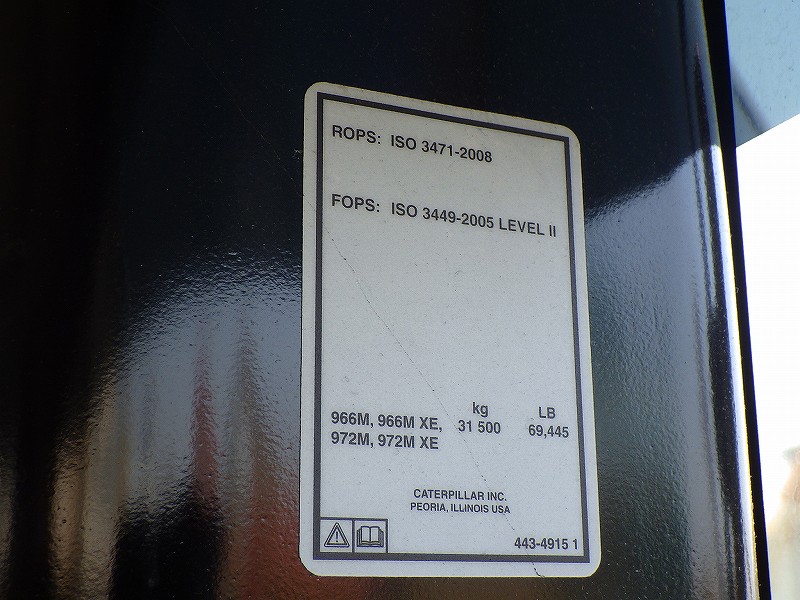 ROPS: ISO 3471-2008
FOPS: ISO 3449-2005 LEVEL II
kg LB
966M, 966M XE, 31 500 69,445
972M, 972M XE
CATERPILLAR INC.
PEORIA, ILLINOIS USA
443-4915 1